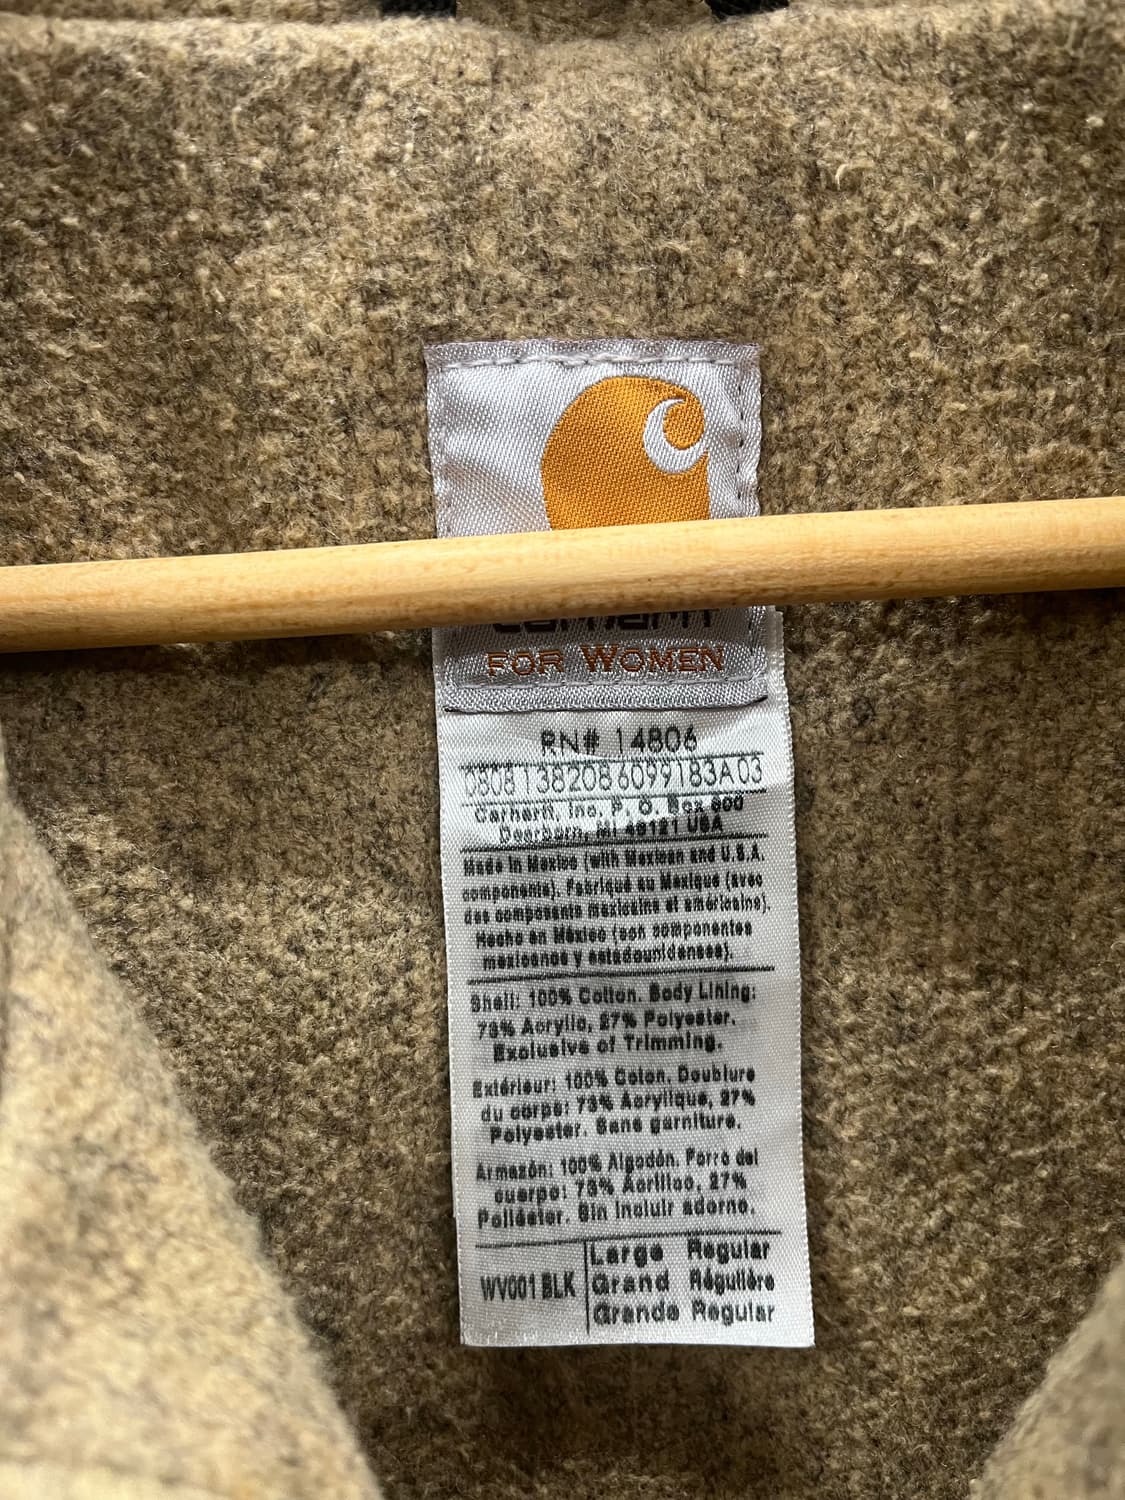 carhartt
FOR WOMEN
RN# 14806
08081382086099183A03
Carhartt, Inc. P. O. Box 600
Dearborn, MI 48121 USA
Made in Mexico (with Mexican and U.S.A.
components). Fabriqué au Mexique (avec
des composants mexicains et américains).
Hecho en México (con componentes
mexicanos y estadounidenses).
Shell: 100% Cotton. Body Lining:
73% Acrylic, 27% Polyester.
Exclusive of Trimming.
Extérieur: 100% Coton. Doublure
du corps: 73% Acrylique, 27%
Polyester. Sans garniture.
Armazón: 100% Algodón. Forro del
cuerpo: 73% Acrílico, 27%
Poliéster. Sin incluir adorno.
WV001 BLK
Large Regular
Grand Régulière
Grande Regular